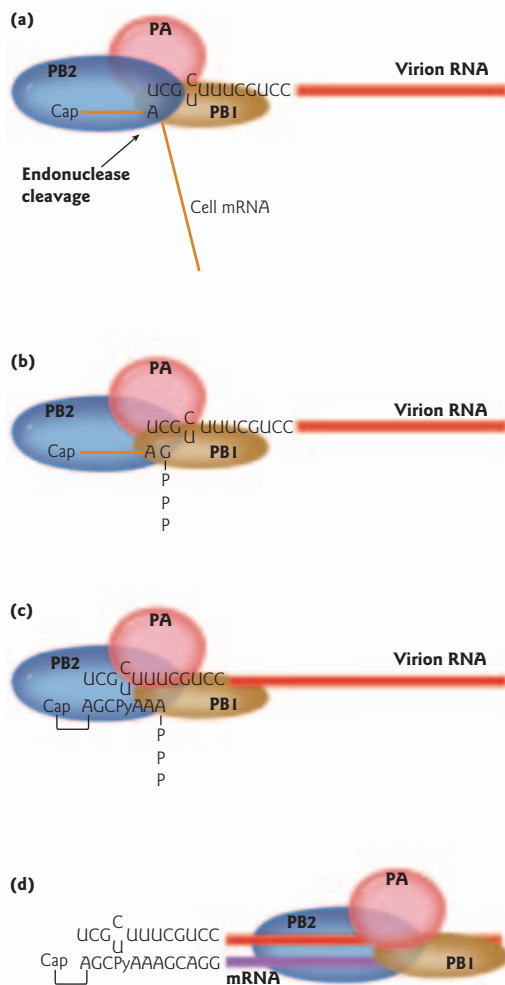 (a)
PA
PB2
Virion RNA
UCG C/U UUUCGUCC
Cap
A
PB1
Endonuclease
cleavage
Cell mRNA
(b)
PA
PB2
Virion RNA
UCG C/U UUUCGUCC
Cap
A G
PB1
P
P
P
(c)
PA
PB2
Virion RNA
UCG C/U UUUCGUCC
Cap
AGCPyAAA
PB1
P
P
P
(d)
PA
PB2
UCG C/U UUUCGUCC
Cap
AGCPyAAAGCAGG
PB1
mRNA